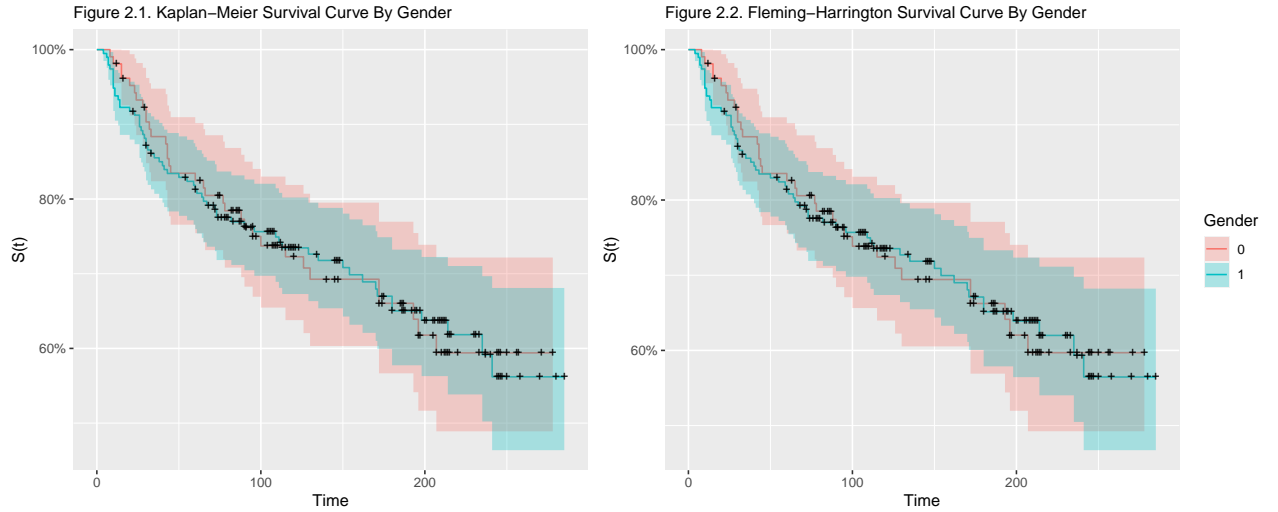 Figure 2.1. Kaplan−Meier Survival Curve By Gender
100%
80%
60%
S(t)
0
100
200
Time
Figure 2.2. Fleming−Harrington Survival Curve By Gender
100%
80%
60%
S(t)
0
100
200
Time
Gender
0
1